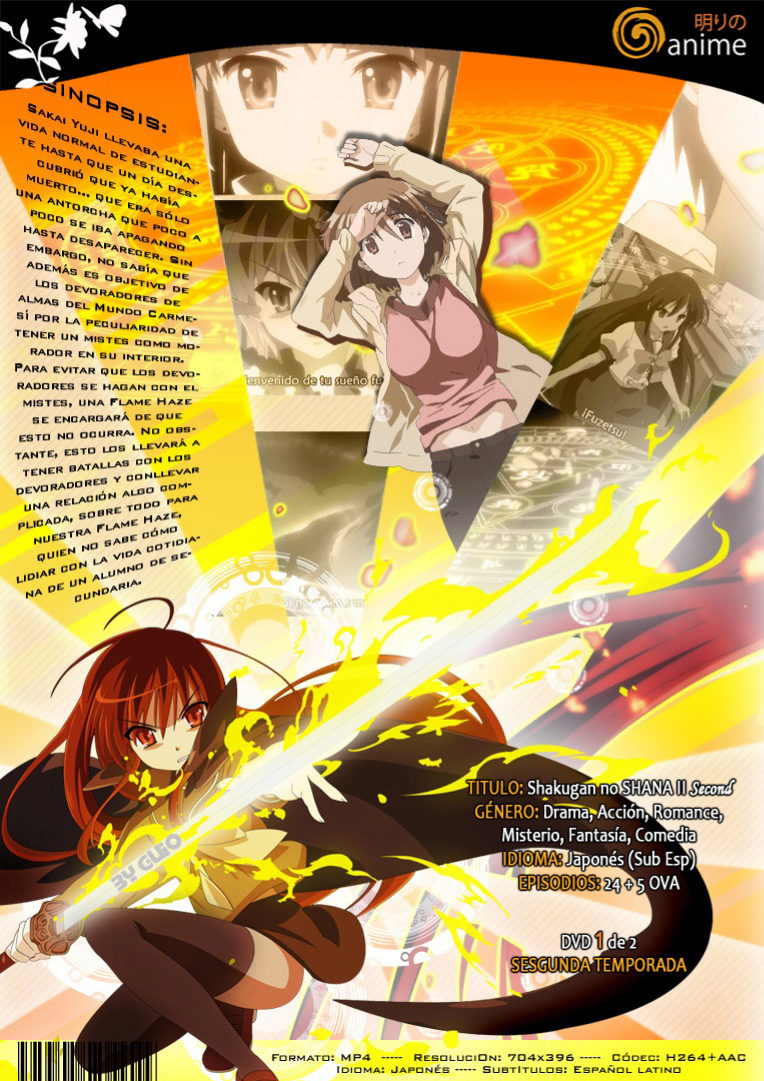 明りの
anime
SINOPSIS:
SAKAI YUJI LLEVABA UNA
VIDA NORMAL DE ESTUDIAN-
TE HASTA QUE UN DÍA DES-
CUBRIÓ QUE YA HABÍA
MUERTO... QUE ERA SÓLO
UNA ANTORCHA QUE POCO A
POCO SE IBA APAGANDO
HASTA DESAPARECER. SIN
EMBARGO, NO SABÍA QUE
ADEMÁS ES OBJETIVO DE
LOS DEVORADORES DE
ALMAS DEL MUNDO CARME-
SÍ POR LA PECULIARIDAD DE
TENER UN MISTES COMO MO-
RADOR EN SU INTERIOR.
PARA EVITAR QUE LOS DEVO-
RADORES SE HAGAN CON EL
MISTES, UNA FLAME HAZE
SE ENCARGARÁ DE QUE
ESTO NO OCURRA. NO OBS-
TANTE, ESTO LOS LLEVARÁ A
TENER BATALLAS CON LOS
DEVORADORES Y CONLLEVAR
UNA RELACIÓN ALGO COM-
PLICADA, SOBRE TODO PARA
NUESTRA FLAME HAZE,
QUIEN NO SABE CÓMO
LIDIAR CON LA VIDA COTIDIA-
NA DE UN ALUMNO DE SE-
CUNDARIA.
ienvenido de tu sueño fu
¡Fuzetsu!
BY GUIO
TITULO: Shakugan no SHANA II Second
GÉNERO: Drama, Acción, Romance,
Misterio, Fantasía, Comedia
IDIOMA: Japonés (Sub Esp)
EPISODIOS: 24 + 5 OVA
DVD 1 de 2
SESGUNDA TEMPORADA
FORMATO: MP4 ----- RESOLUCIÓN: 704X396 ----- CÓDEC: H264+AAC
IDIOMA: JAPONÉS ----- SUBTÍTULOS: ESPAÑOL LATINO